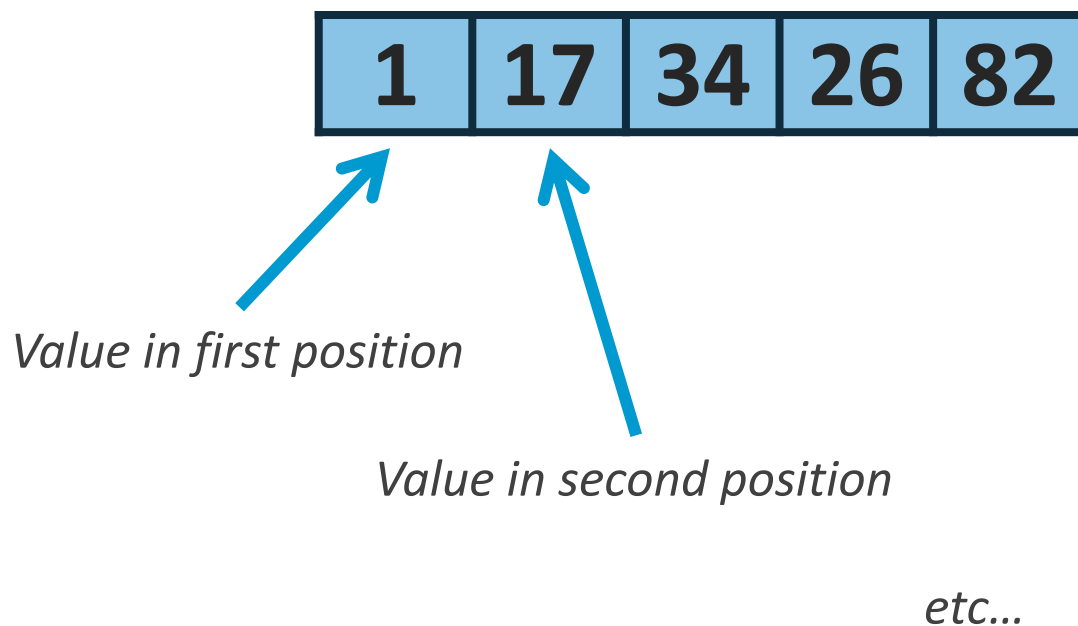 1 17 34 26 82
Value in first position
Value in second position
etc…